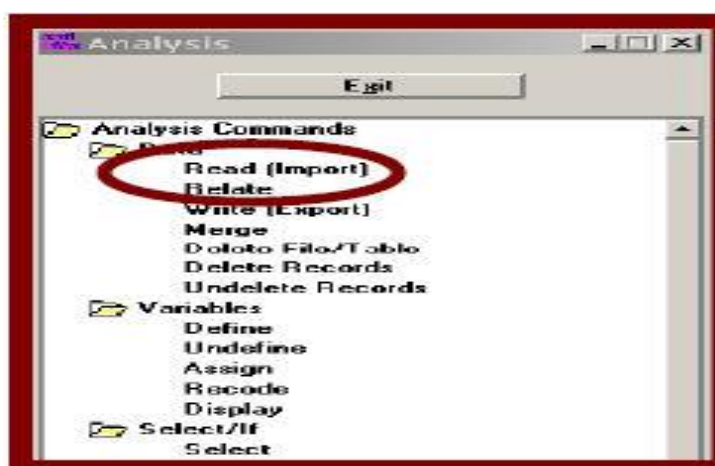 Analysis
Exit
Analysis Commands
Data
Read (Import)
Relate
Write (Export)
Merge
Delete File/Table
Delete Records
Undelete Records
Variables
Define
Undefine
Assign
Recode
Display
Select/If
Select